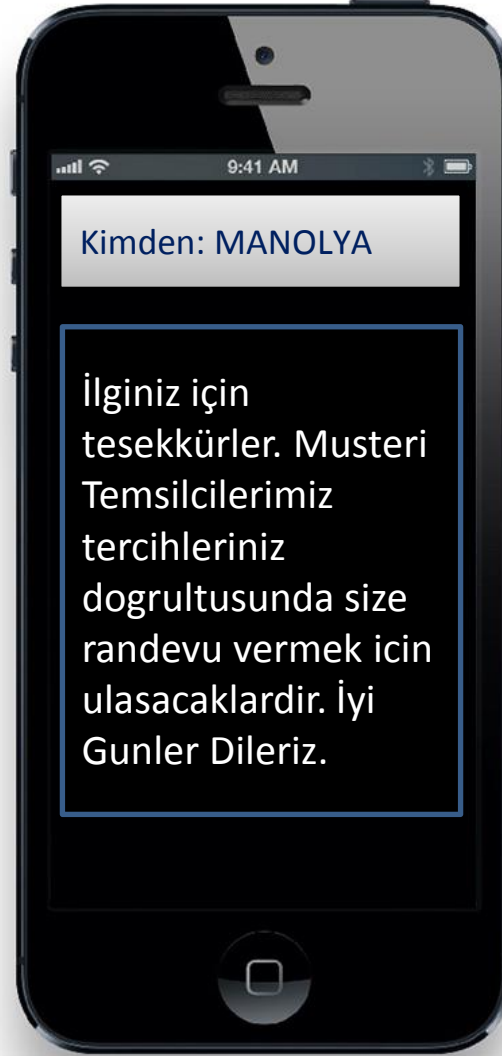 9:41 AM
Kimden: MANOLYA
İlginiz için
tesekkürler. Musteri
Temsilcilerimiz
tercihleriniz
dogrultusunda size
randevu vermek icin
ulasacaklardir. İyi
Gunler Dileriz.